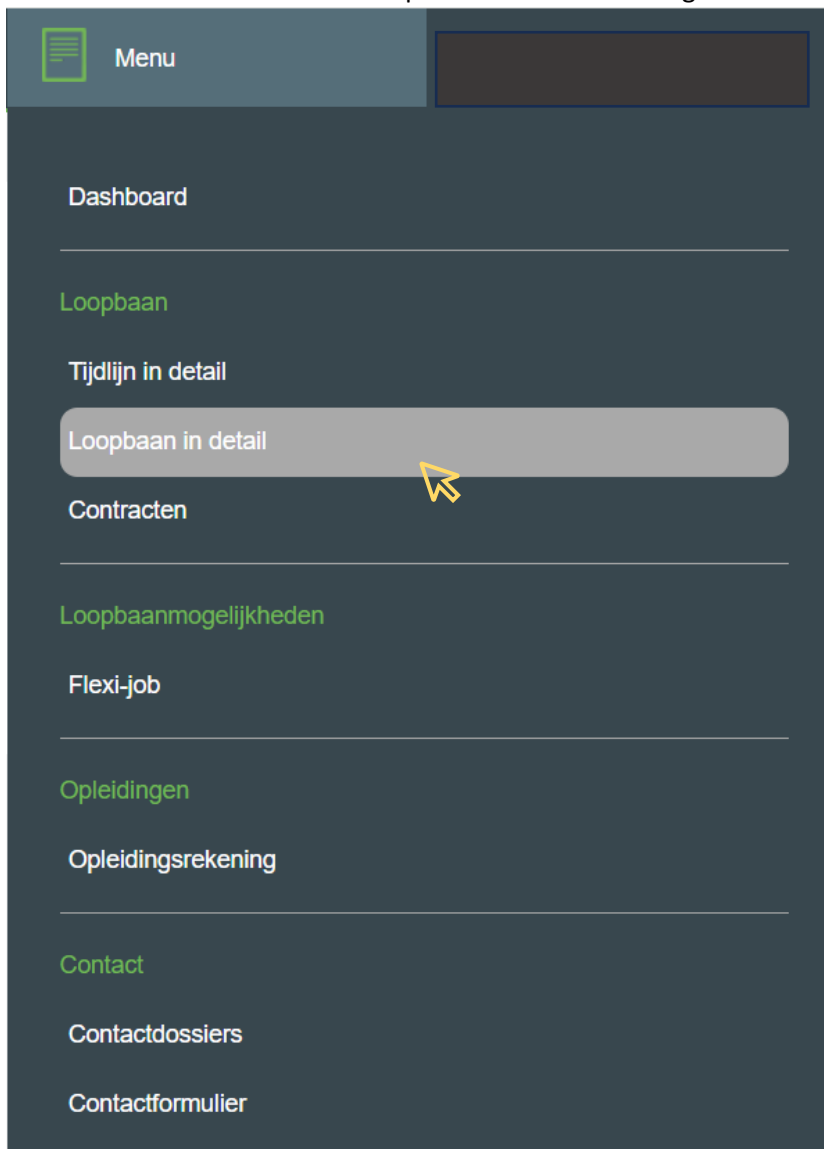 Menu
Dashboard
Loopbaan
Tijdlijn in detail
Loopbaan in detail
Contracten
Loopbaanmogelijkheden
Flexi-job
Opleidingen
Opleidingsrekening
Contact
Contactdossiers
Contactformulier